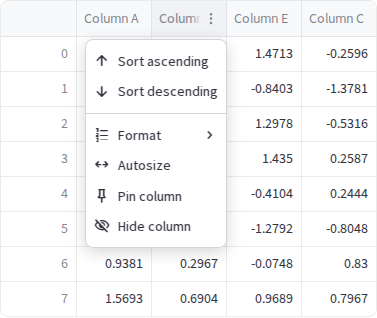 Column A Colum Column E Column C
0 1.4713 -0.2596
1 -0.8403 -1.3781
2 1.2978 -0.5316
3 1.435 0.2587
4 -0.4104 0.2444
5 -1.2792 -0.8048
6 0.9381 0.2967 -0.0748 0.83
7 1.5693 0.6904 0.9689 0.7967
Sort ascending
Sort descending
Format
Autosize
Pin column
Hide column